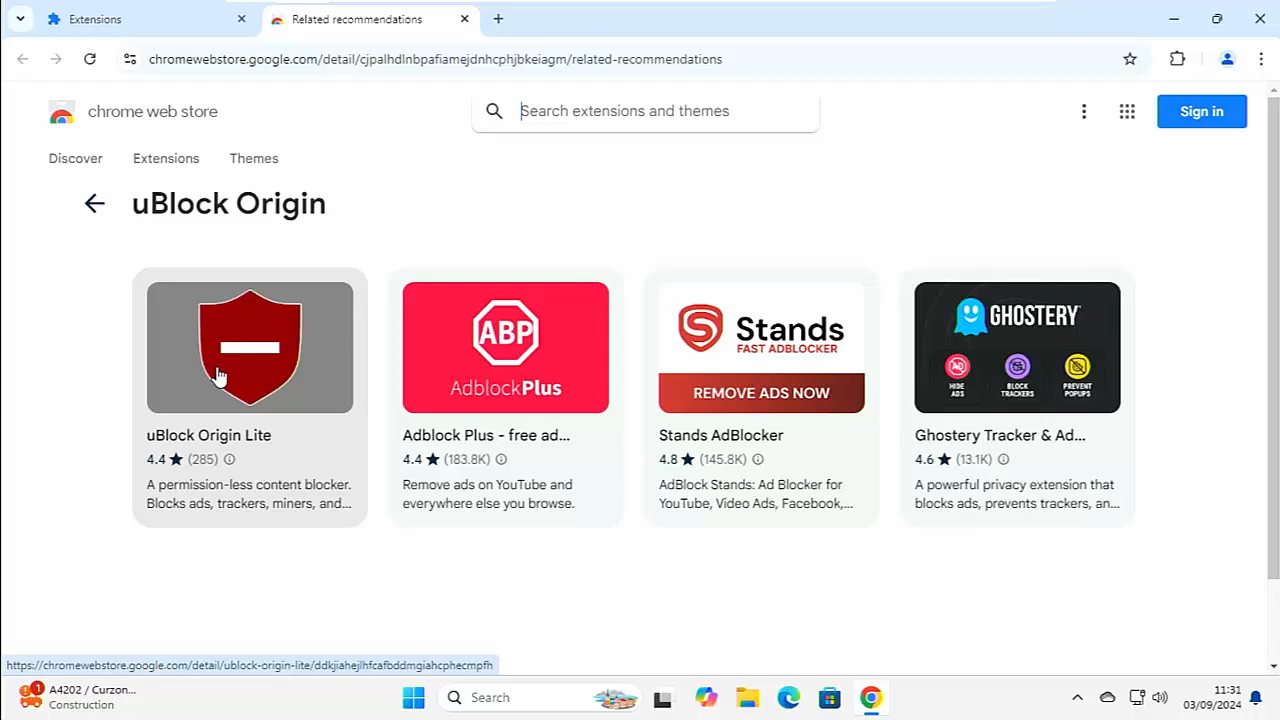 Extensions
Related recommendations
chromewebstore.google.com/detail/cjpalhdlnbpafiamejdnhcphjbkeiagm/related-recommendations
chrome web store
Search extensions and themes
Sign in
Discover
Extensions
Themes
uBlock Origin
ABP
AdblockPlus
Stands
FAST ADBLOCKER
REMOVE ADS NOW
GHOSTERY
AD
HIDE
ADS
BLOCK
TRACKERS
PREVENT
POPUPS
uBlock Origin Lite
4.4 ★ (285)
A permission-less content blocker.
Blocks ads, trackers, miners, and...
Adblock Plus - free ad...
4.4 ★ (183.8K)
Remove ads on YouTube and
everywhere else you browse.
Stands AdBlocker
4.8 ★ (145.8K)
AdBlock Stands: Ad Blocker for
YouTube, Video Ads, Facebook,...
Ghostery Tracker & Ad...
4.6 ★ (13.1K)
A powerful privacy extension that
blocks ads, prevents trackers, an...
https://chromewebstore.google.com/detail/ublock-origin-lite/ddkjiahejlhfcafbddmgiahcphecmpfh
1
A4202 / Curzon...
Construction
Search
11:31
03/09/2024